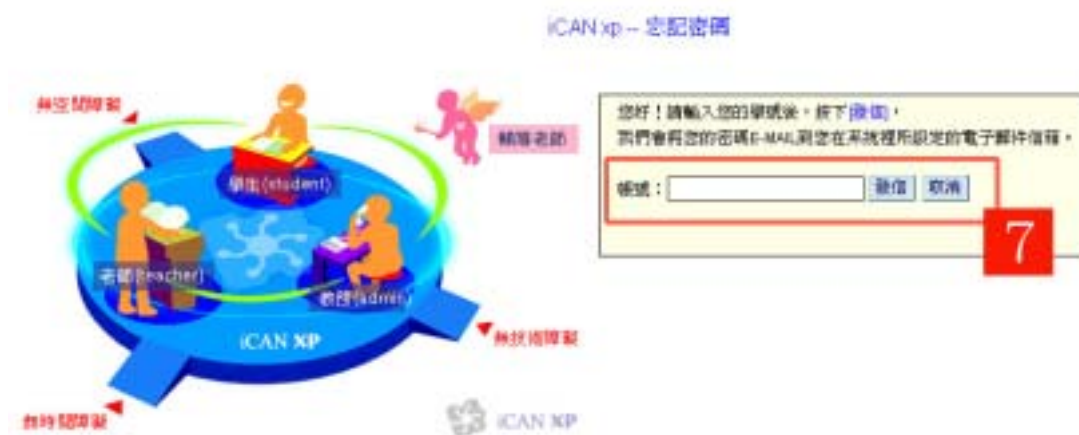 iCAN xp -- 忘記密碼
無空間障礙
輔導老師
學生(student)
老師(teacher)
教務(admin)
iCAN XP
無技術障礙
無時間障礙
iCAN XP
您好！請輸入您的學號後，按下[發信]，
我們會將您的密碼E-MAIL到您在系統裡所設定的電子郵件信箱。
帳號： 發信 取消
7